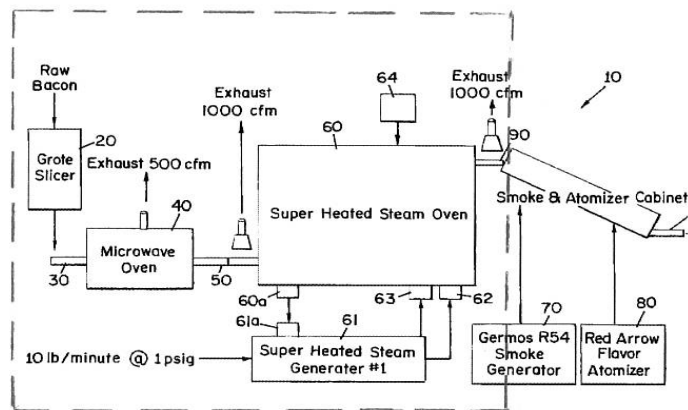 Raw
Bacon
20
Grote
Slicer
Exhaust 500 cfm
40
Microwave
Oven
30
50
Exhaust
1000 cfm
64
60
Super Heated Steam Oven
Exhaust
1000 cfm
10
90
Smoke & Atomizer Cabinet
60a
63
62
61a
61
Super Heated Steam
Generater #1
10 lb/minute @ 1 psig
70
Germos R54
Smoke
Generator
80
Red Arrow
Flavor
Atomizer